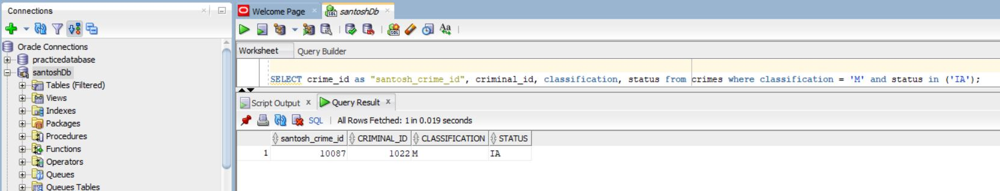 Connections
Oracle Connections
practicedatabase
santoshDb
Tables (Filtered)
Views
Indexes
Packages
Procedures
Functions
Operators
Queues
Queues Tables
Welcome Page
santoshDb
Worksheet
Query Builder
SELECT crime_id as "santosh_crime_id", criminal_id, classification, status from crimes where classification = 'M' and status in ('IA');
Script Output x
Query Result x
SQL | All Rows Fetched: 1 in 0.019 seconds
santosh_crime_id CRIMINAL_ID CLASSIFICATION STATUS
1 10087 1022 M IA